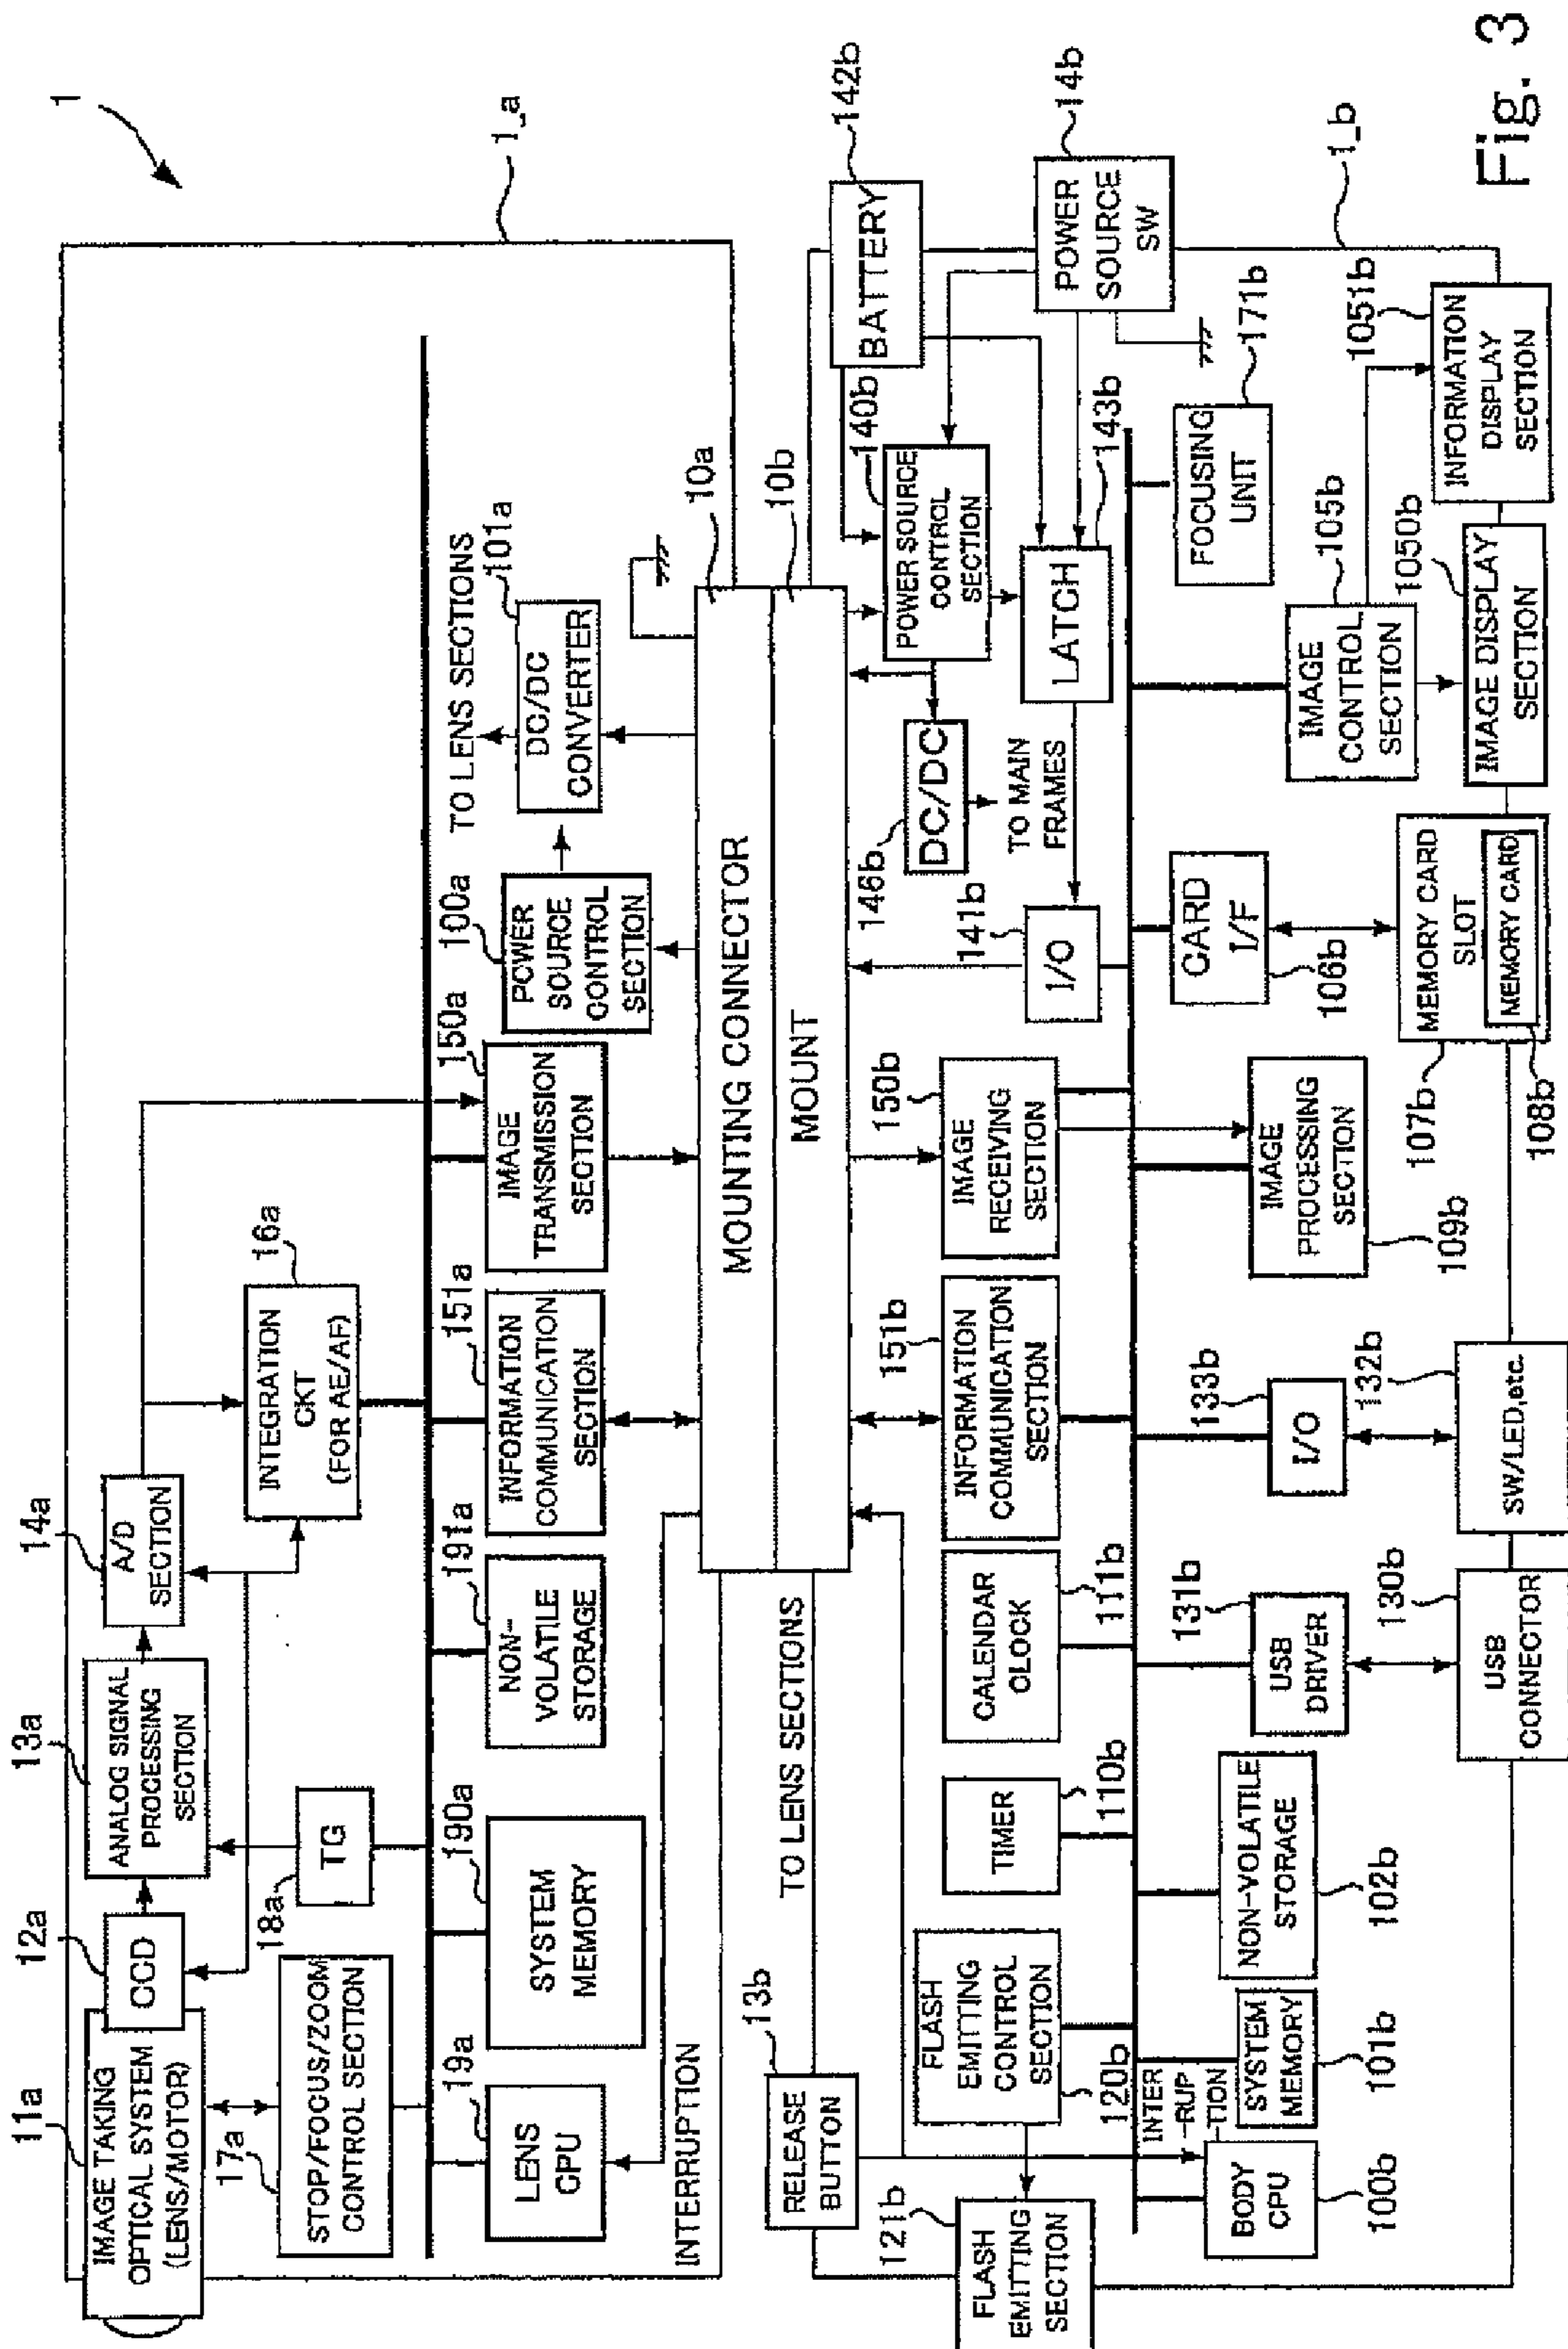 1
1_a
11a
IMAGE TAKING
OPTICAL SYSTEM
(LENS/MOTOR)
12a
CCD
13a
ANALOG SIGNAL
PROCESSING
SECTION
14a
A/D
SECTION
16a
INTEGRATION
CKT
(FOR AE/AF)
17a
STOP/FOCUS/ZOOM
CONTROL SECTION
18a
TG
19a
LENS
CPU
190a
SYSTEM
MEMORY
191a
NON-
VOLATILE
STORAGE
151a
INFORMATION
COMMUNICATION
SECTION
150a
IMAGE
TRANSMISSION
SECTION
100a
POWER
SOURCE
CONTROL
SECTION
TO LENS SECTIONS
101a
DC/DC
CONVERTER
INTERRUPTION
10a
MOUNTING CONNECTOR
10b
MOUNT
TO LENS SECTIONS
13b
RELEASE
BUTTON
121b
FLASH
EMITTING
SECTION
FLASH
EMITTING
CONTROL
SECTION
120b
TIMER
110b
CALENDAR
CLOCK
111b
151b
INFORMATION
COMMUNICATION
SECTION
150b
IMAGE
RECEIVING
SECTION
141b
I/O
146b
DC/DC
TO MAIN
FRAMES
140b
POWER SOURCE
CONTROL
SECTION
LATCH
143b
142b
BATTERY
14b
POWER
SOURCE
SW
1_b
INTER
-RUP
-TION
BODY
CPU
100b
SYSTEM
MEMORY
101b
NON-VOLATILE
STORAGE
102b
131b
USB
DRIVER
130b
USB
CONNECTOR
133b
I/O
132b
SW/LED,etc.
IMAGE
PROCESSING
SECTION
109b
CARD
I/F
106b
MEMORY CARD
SLOT
MEMORY CARD
107b
108b
IMAGE
CONTROL
SECTION
105b
FOCUSING
UNIT
171b
1050b
IMAGE DISPLAY
SECTION
1051b
INFORMATION
DISPLAY
SECTION
Fig. 3